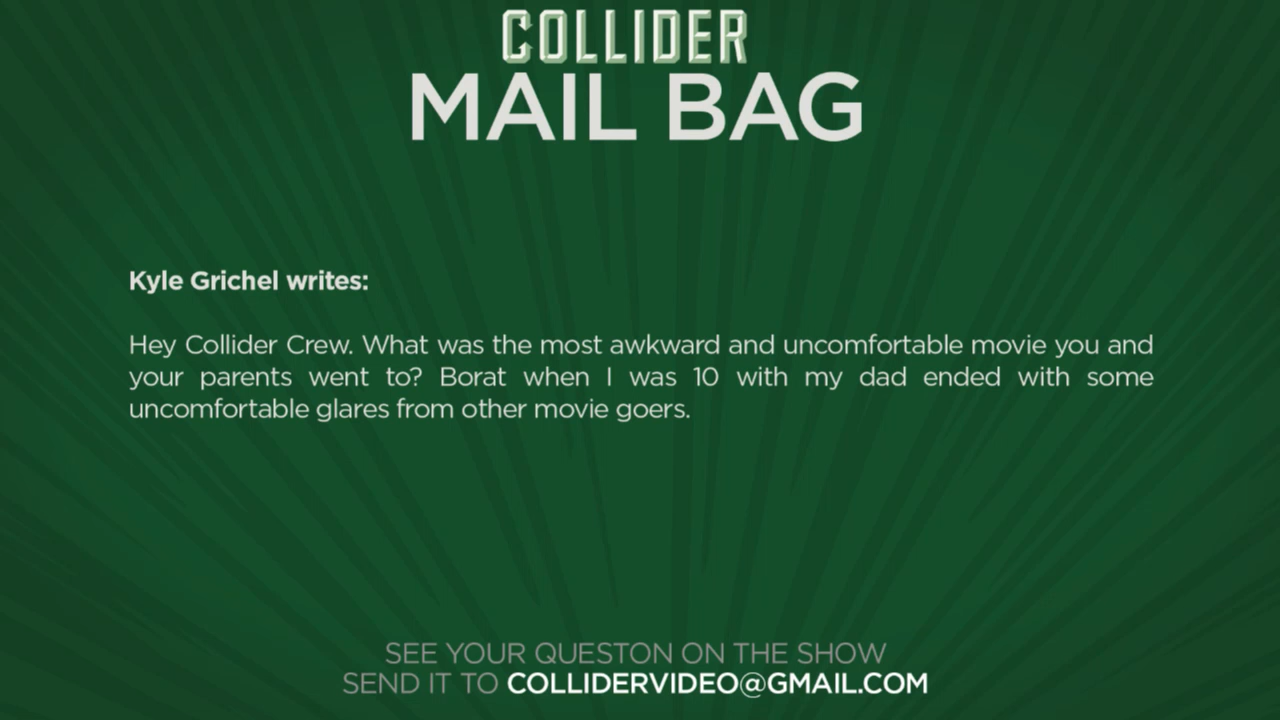 COLLIDER
MAIL BAG
Kyle Grichel writes:
Hey Collider Crew. What was the most awkward and uncomfortable movie you and
your parents went to? Borat when I was 10 with my dad ended with some
uncomfortable glares from other movie goers.
SEE YOUR QUESTON ON THE SHOW
SEND IT TO COLLIDERVIDEO@GMAIL.COM